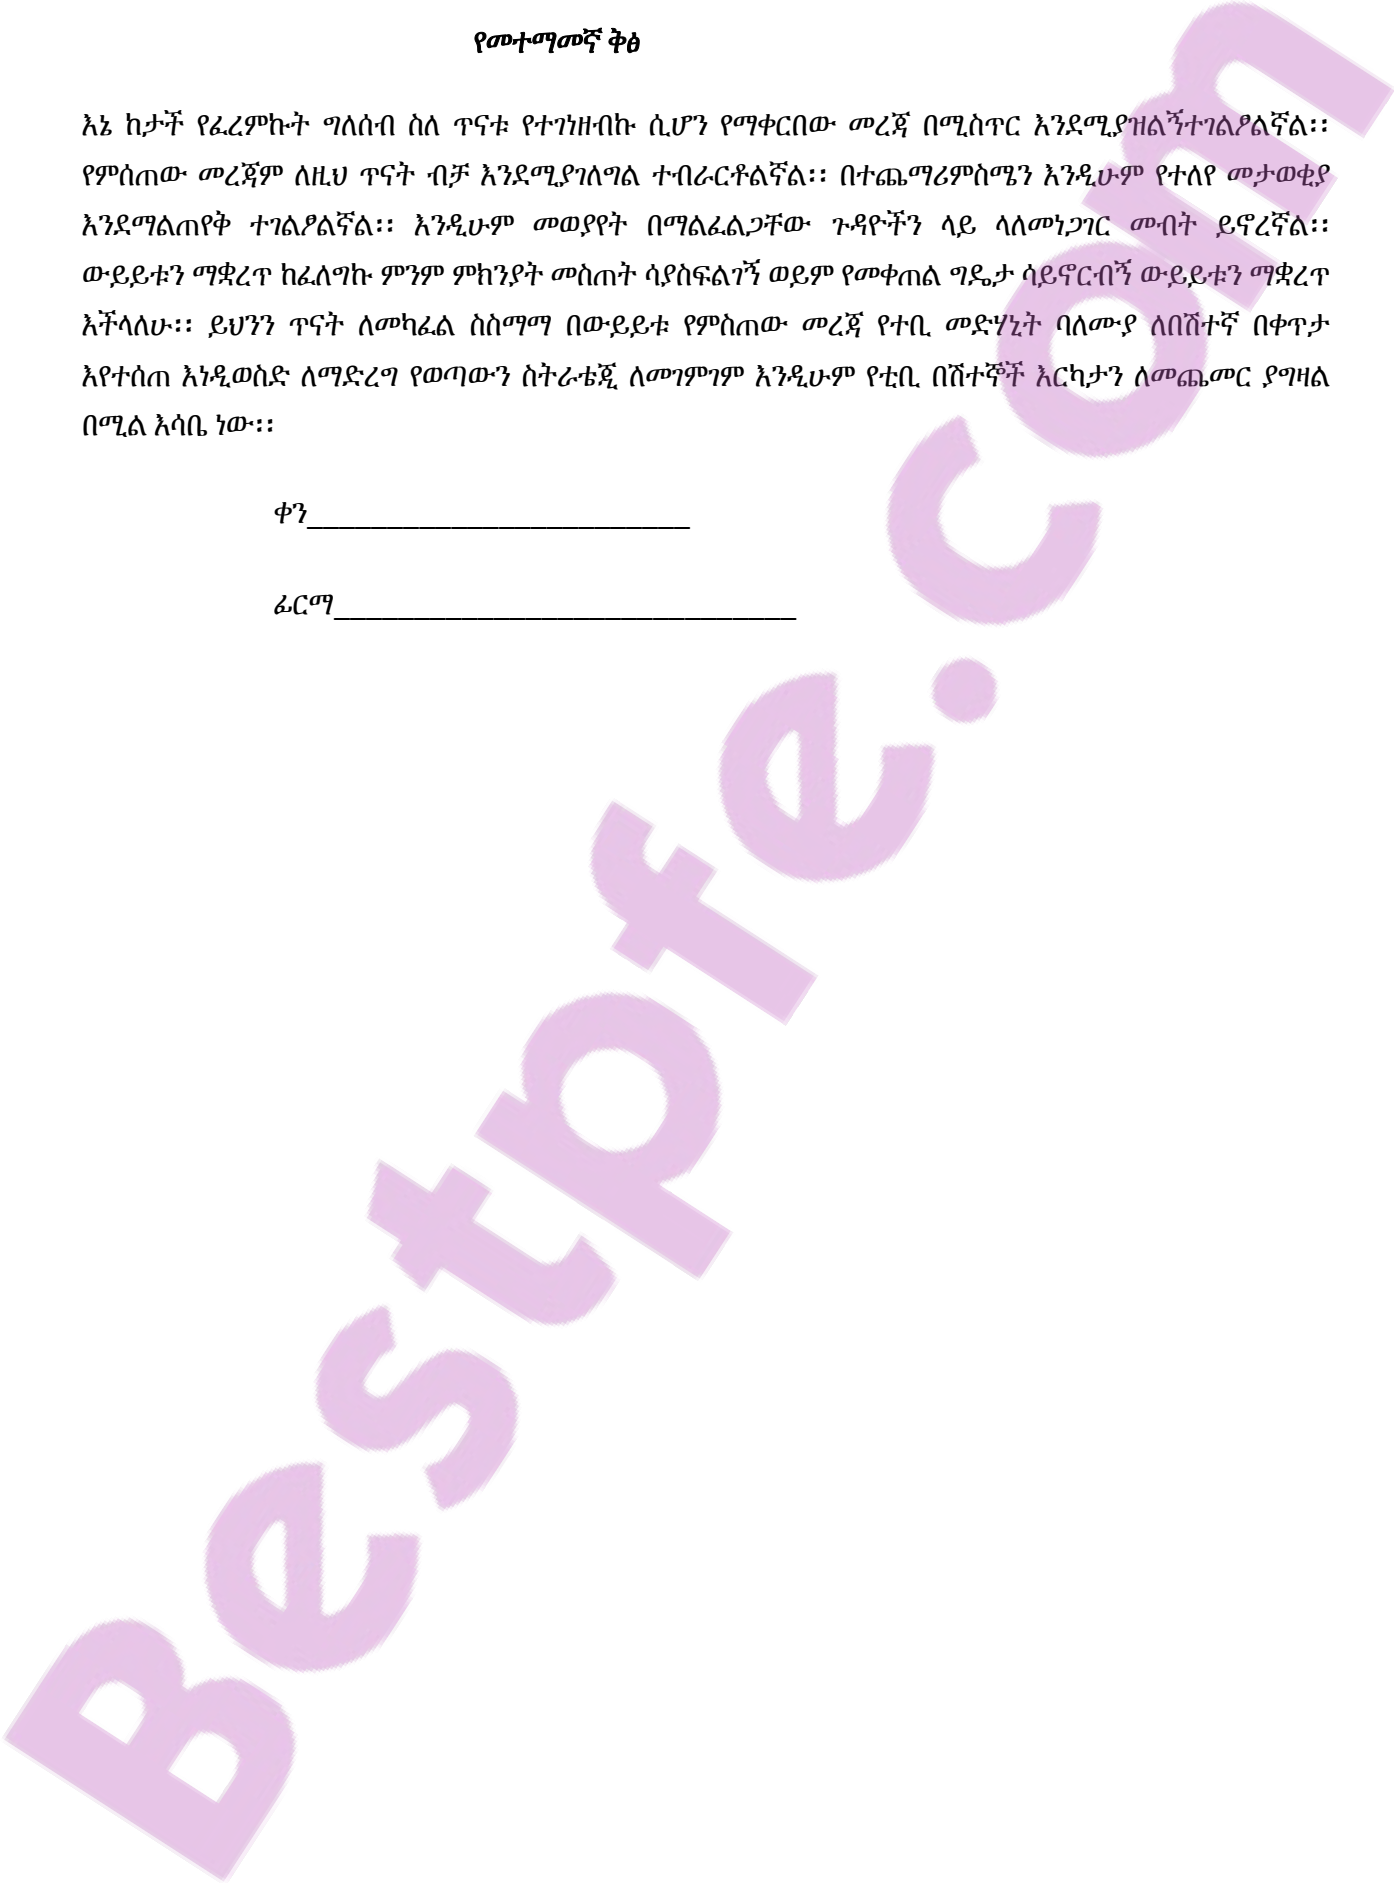 የመተማመኛ ቅፅ
እኔ ከታች የፈረምኩት ግለሰብ ስለ ጥናቱ የተገነዘብኩ ሲሆን የማቀርበው መረጃ በሚስጥር እንደሚያዝልኝተገልፆልኛል፡፡
የምሰጠው መረጃም ለዚህ ጥናት ብቻ እንደሚያገለግል ተብራርቶልኛል፡፡ በተጨማሪምስሜን እንዲሁም የተለየ መታወቂያ
እንደማልጠየቅ ተገልፆልኛል፡፡ እንዲሁም መወያየት በማልፈልጋቸው ጉዳዮችን ላይ ላለመነጋገር መብት ይኖረኛል፡፡
ውይይቱን ማቋረጥ ከፈለግኩ ምንም ምክንያት መስጠት ሳያስፍልገኝ ወይም የመቀጠል ግዴታ ሳይኖርብኝ ውይይቱን ማቋረጥ
እችላለሁ፡፡ ይህንን ጥናት ለመካፈል ስስማማ በውይይቱ የምስጠው መረጃ የተቢ መድሃኒት ባለሙያ ለበሽተኛ በቀጥታ
እየተሰጠ እነዲወስድ ለማድረግ የወጣውን ስትራቴጂ ለመገምገም እንዲሁም የቲቢ በሽተኞች እርካታን ለመጨመር ያግዛል
በሚል እሳቤ ነው፡፡
ቀን________________________
ፊርማ_____________________________
Bestpfe.com